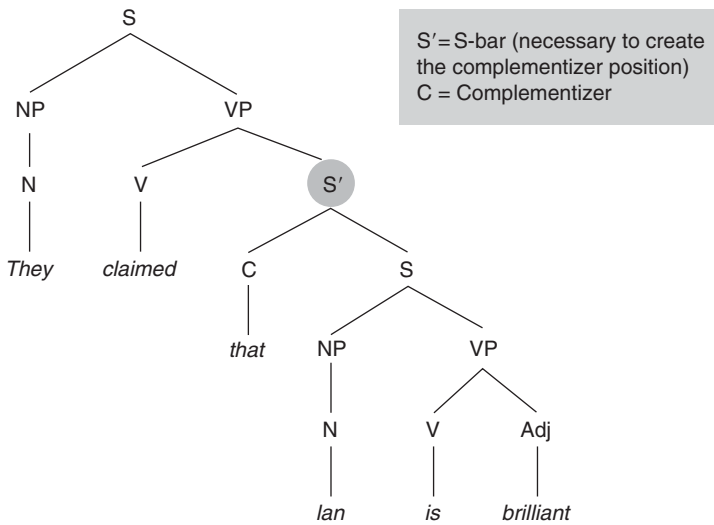 S
S′ = S-bar (necessary to create
the complementizer position)
C = Complementizer
NP VP
N V S′
They claimed C S
that NP VP
N V Adj
Ian is brilliant